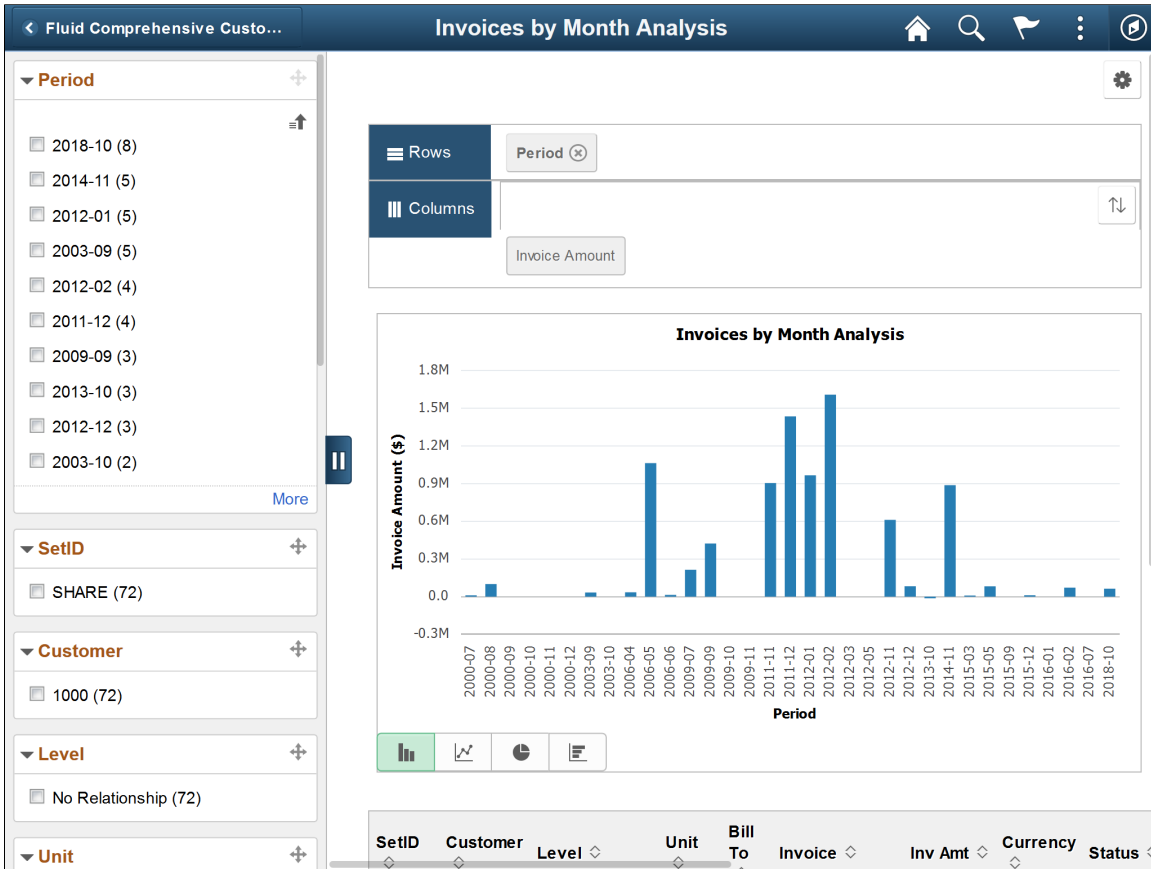 Fluid Comprehensive Custo...
Invoices by Month Analysis
Period
2018-10 (8)
2014-11 (5)
2012-01 (5)
2003-09 (5)
2012-02 (4)
2011-12 (4)
2009-09 (3)
2013-10 (3)
2012-12 (3)
2003-10 (2)
More
SetID
SHARE (72)
Customer
1000 (72)
Level
No Relationship (72)
Unit
Rows
Period
Columns
Invoice Amount
Invoices by Month Analysis
Invoice Amount ($)
1.8M
1.5M
1.2M
0.9M
0.6M
0.3M
0.0
-0.3M
2000-07
2000-08
2000-09
2000-10
2000-11
2000-12
2003-09
2003-10
2006-04
2006-05
2006-06
2009-07
2009-09
2009-10
2009-11
2011-11
2011-12
2012-01
2012-02
2012-03
2012-05
2012-11
2012-12
2013-10
2014-11
2015-03
2015-05
2015-09
2015-12
2016-01
2016-02
2016-07
2018-10
Period
SetID
Customer
Level
Unit
Bill
To
Invoice
Inv Amt
Currency
Status